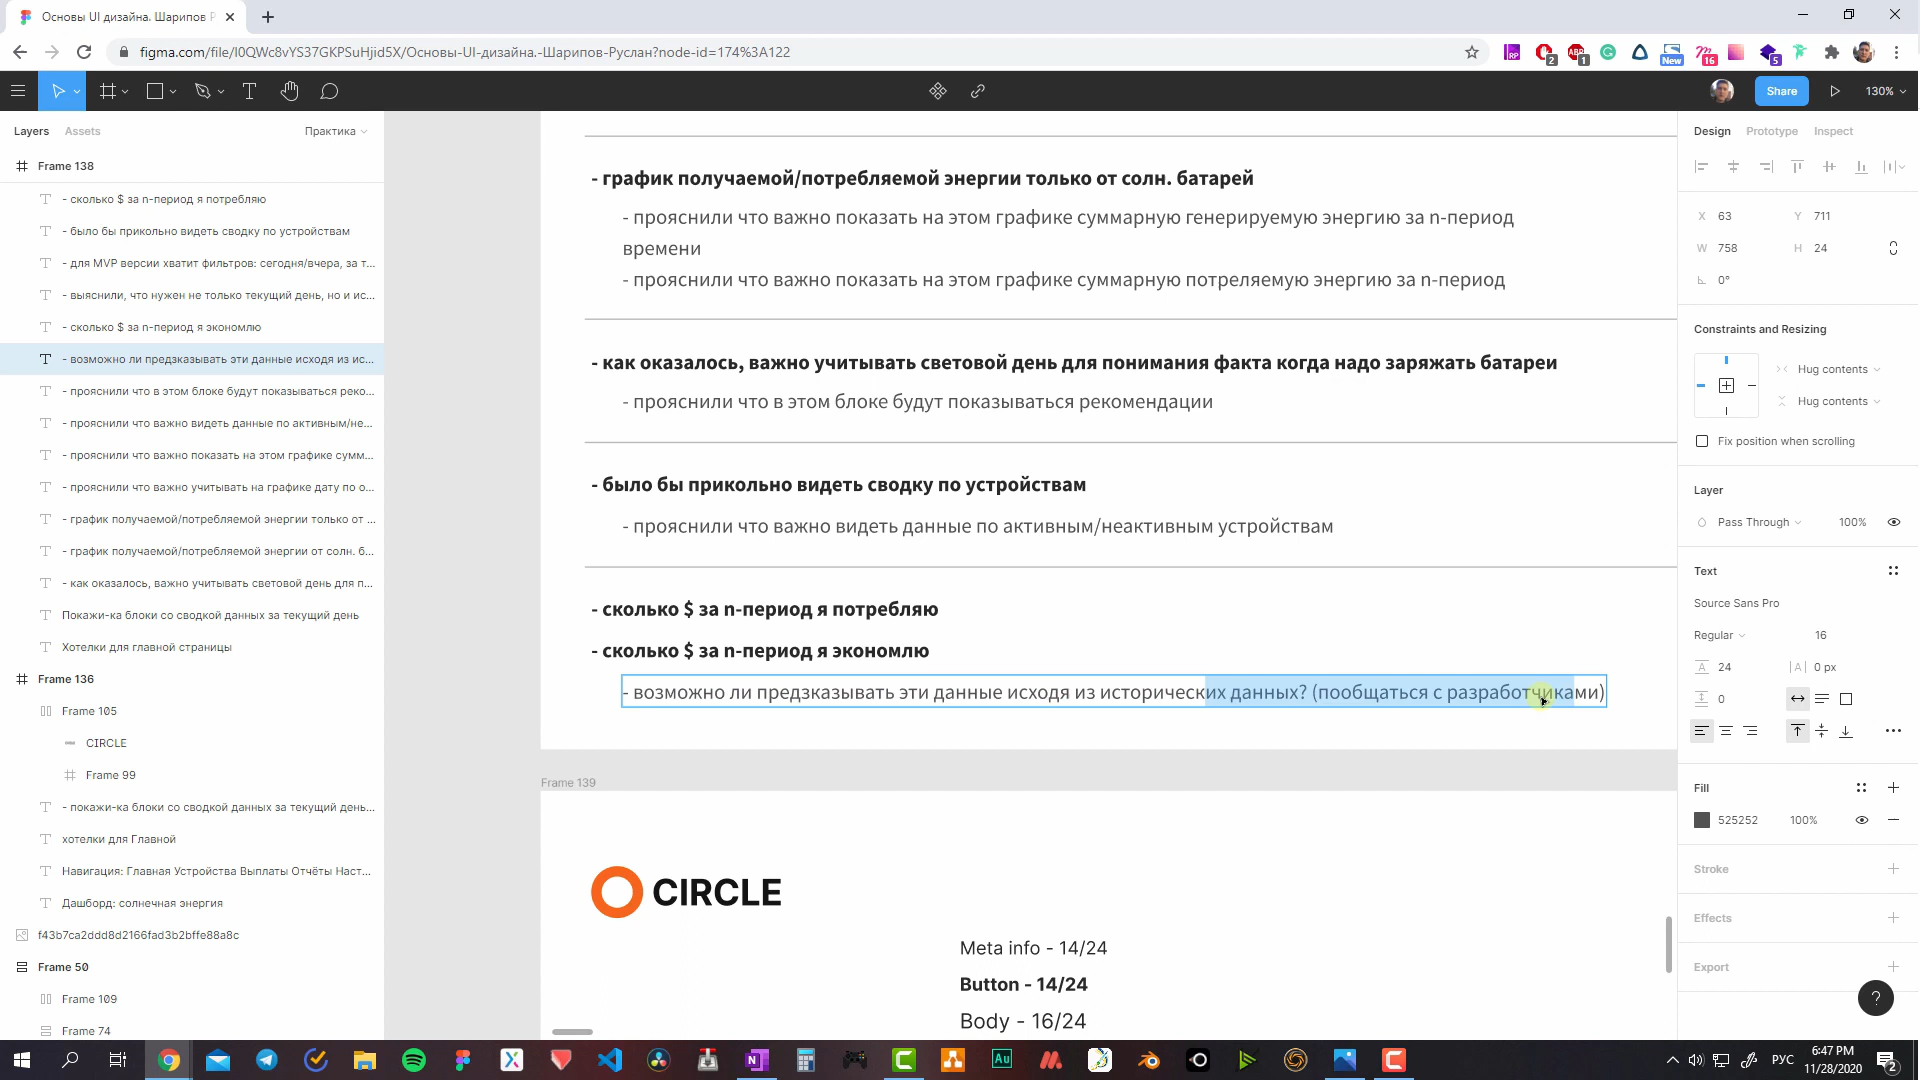 Основы UI дизайна. Шарипов Р
figma.com/file/I0QWc8vYS37GKPSuHjid5X/Основы-UI-дизайна.-Шарипов-Руслан?node-id=174%3A122
2
1
New
16
5
Share
130%
Layers
Assets
Практика
Frame 138
- сколько $ за n-период я потребляю
- было бы прикольно видеть сводку по устройствам
- для MVP версии хватит фильтров: сегодня/вчера, за т...
- выяснили, что нужен не только текущий день, но и ис...
- сколько $ за n-период я экономлю
- возможно ли предзказывать эти данные исходя из ис...
- прояснили что в этом блоке будут показываться реко...
- прояснили что важно видеть данные по активным/не...
- прояснили что важно показать на этом графике сумм...
- прояснили что важно учитывать на графике дату по о...
- график получаемой/потребляемой энергии только от ...
- график получаемой/потребляемой энергии от солн. б...
- как оказалось, важно учитывать световой день для п...
Покажи-ка блоки со сводкой данных за текущий день
Хотелки для главной страницы
Frame 136
Frame 105
CIRCLE
Frame 99
- покажи-ка блоки со сводкой данных за текущий день...
хотелки для Главной
Навигация: Главная Устройства Выплаты Отчёты Наст...
Дашборд: солнечная энергия
f43b7ca2ddd8d2166fad3b2bffe88a8c
Frame 50
Frame 109
Frame 74
- график получаемой/потребляемой энергии только от солн. батарей
- прояснили что важно показать на этом графике суммарную генерируемую энергию за n-период
времени
- прояснили что важно показать на этом графике суммарную потреляемую энергию за n-период
- как оказалось, важно учитывать световой день для понимания факта когда надо заряжать батареи
- прояснили что в этом блоке будут показываться рекомендации
- было бы прикольно видеть сводку по устройствам
- прояснили что важно видеть данные по активным/неактивным устройствам
- сколько $ за n-период я потребляю
- сколько $ за n-период я экономлю
- возможно ли предзказывать эти данные исходя из исторических данных? (пообщаться с разработчиками)
Frame 139
CIRCLE
Meta info - 14/24
Button - 14/24
Body - 16/24
Design
Prototype
Inspect
X 63
Y 711
W 758
H 24
0°
Constraints and Resizing
Hug contents
Hug contents
Fix position when scrolling
Layer
Pass Through
100%
Text
Source Sans Pro
Regular
16
24
0 px
0
Fill
525252
100%
Stroke
Effects
Export
?
РУС
6:47 PM
11/28/2020
2